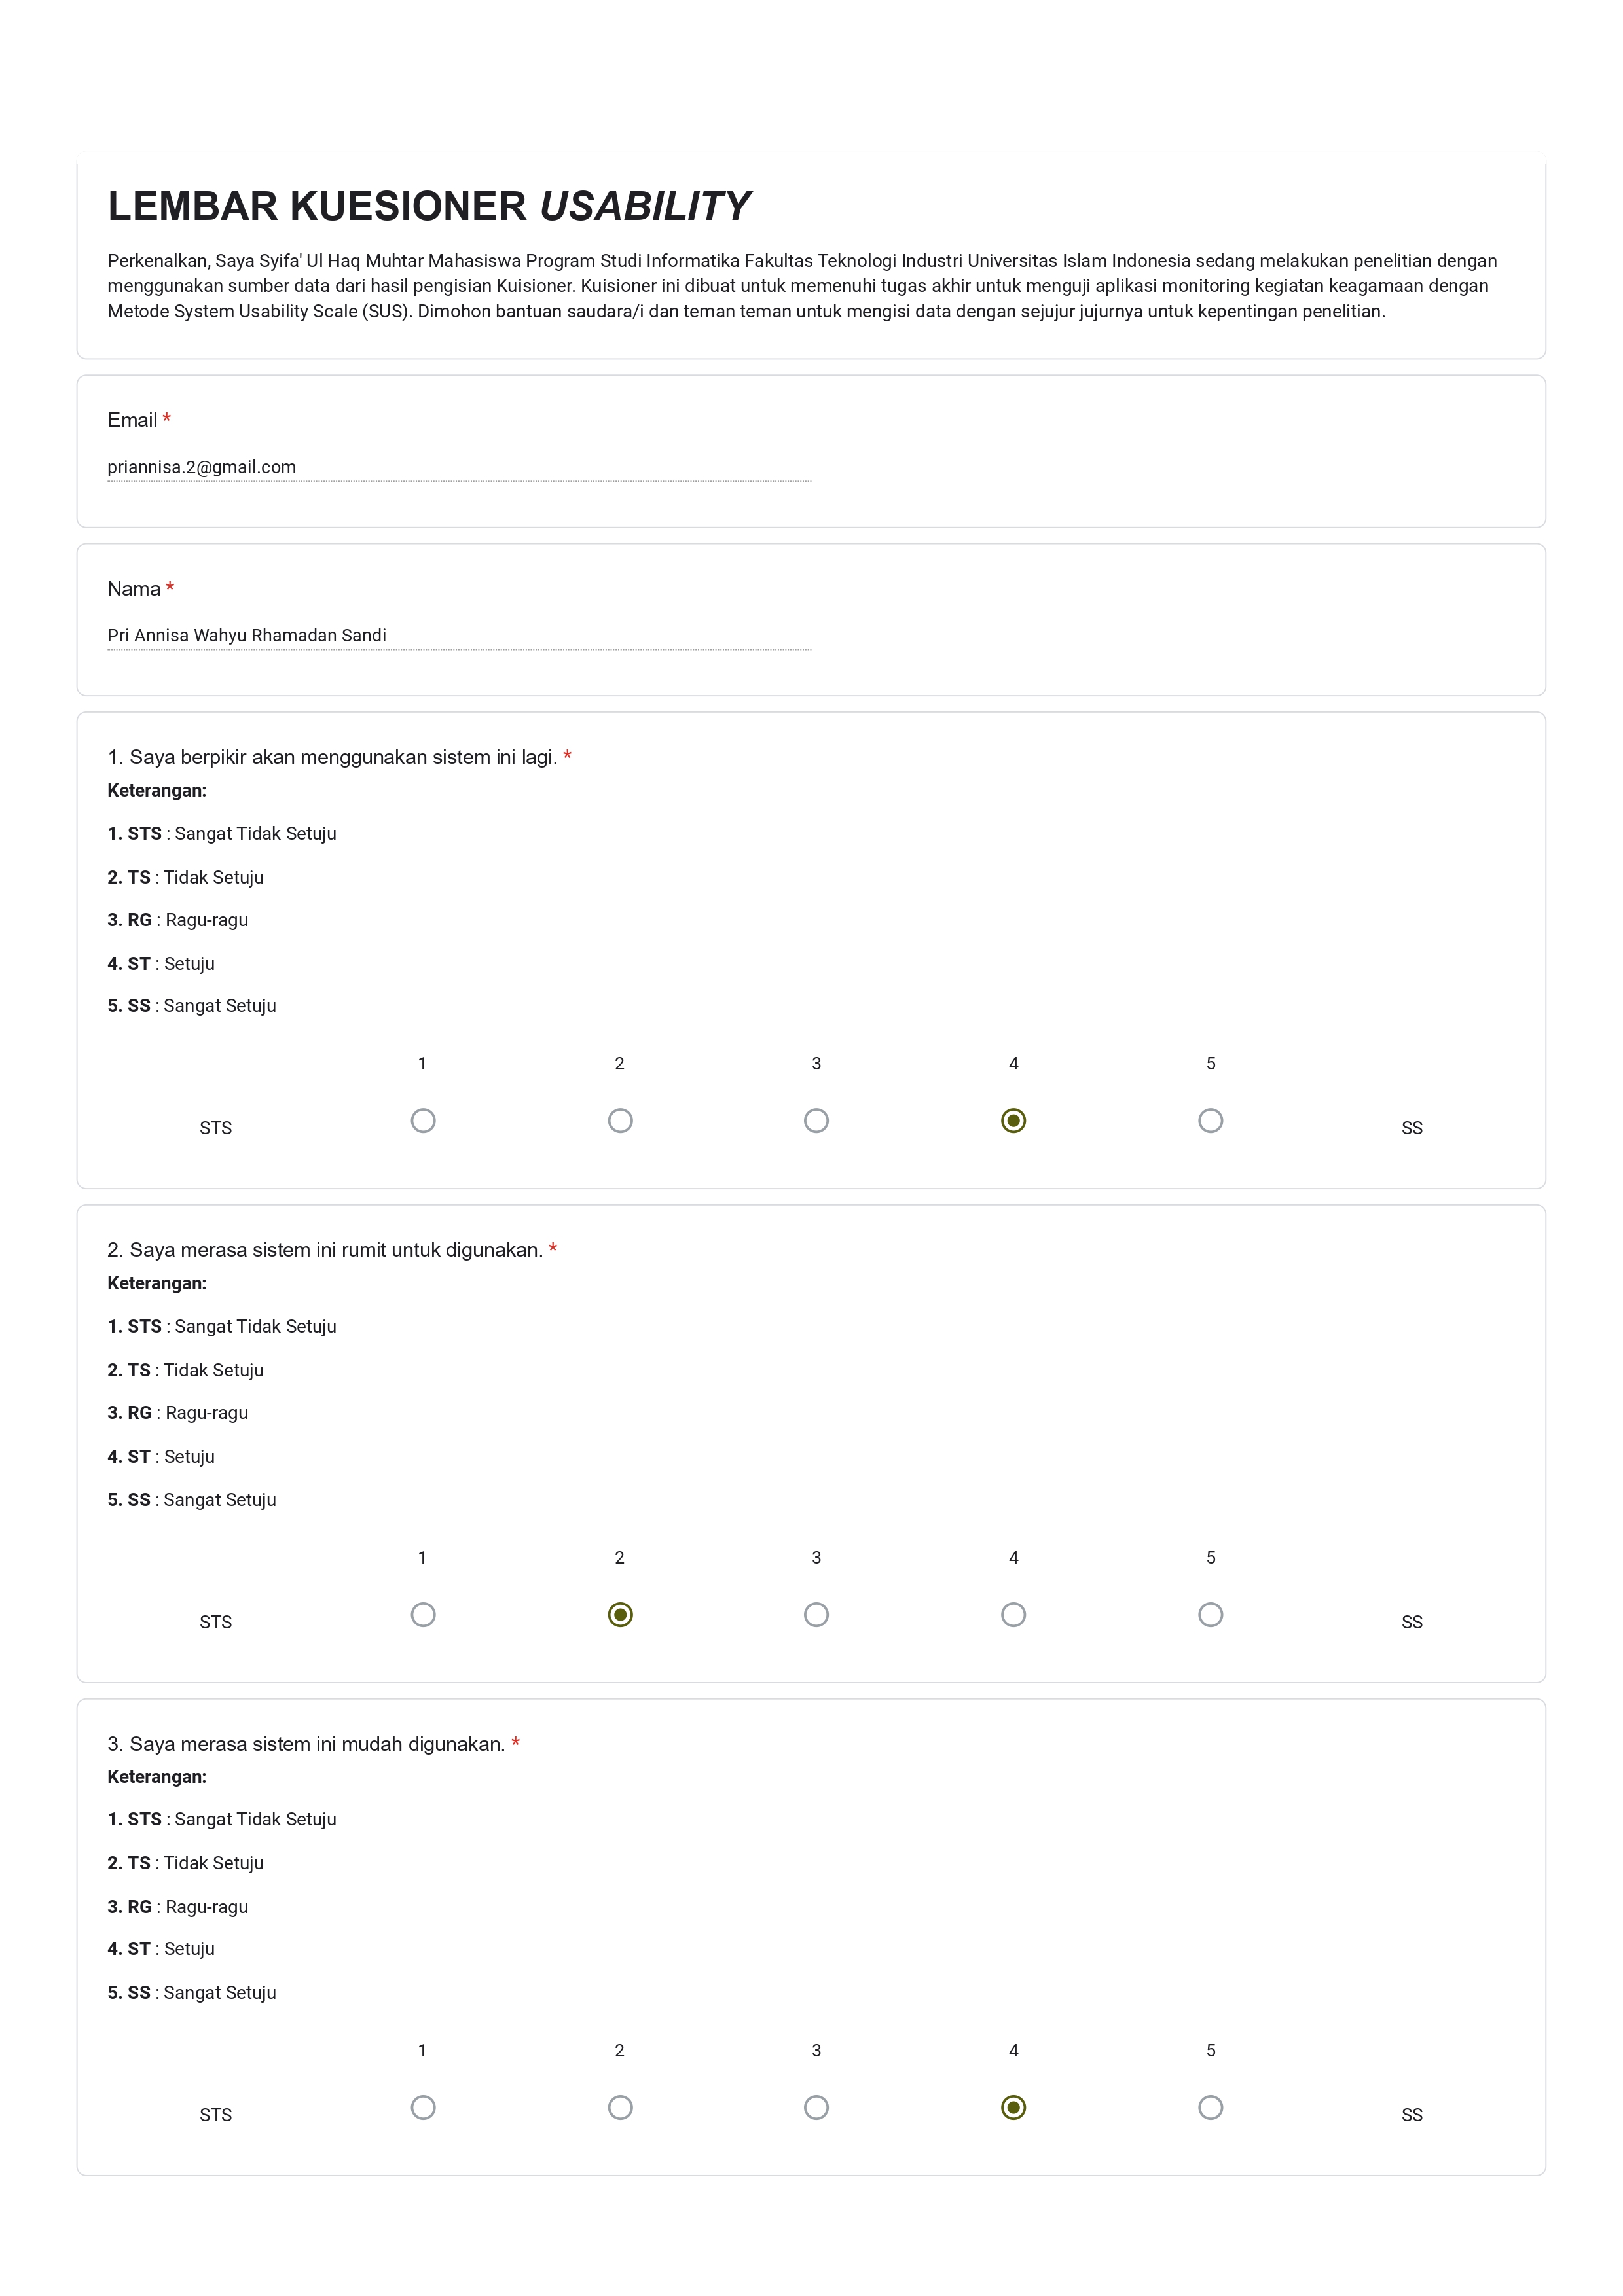 LEMBAR KUESIONER USABILITY
Perkenalkan, Saya Syifa' Ul Haq Muhtar Mahasiswa Program Studi Informatika Fakultas Teknologi Industri Universitas Islam Indonesia sedang melakukan penelitian dengan
menggunakan sumber data dari hasil pengisian Kuisioner. Kuisioner ini dibuat untuk memenuhi tugas akhir untuk menguji aplikasi monitoring kegiatan keagamaan dengan
Metode System Usability Scale (SUS). Dimohon bantuan saudara/i dan teman teman untuk mengisi data dengan sejujur jujurnya untuk kepentingan penelitian.
Email *
priannisa.2@gmail.com
Nama *
Pri Annisa Wahyu Rhamadan Sandi
1. Saya berpikir akan menggunakan sistem ini lagi. *
Keterangan:
1. STS : Sangat Tidak Setuju
2. TS : Tidak Setuju
3. RG : Ragu-ragu
4. ST : Setuju
5. SS : Sangat Setuju
1 2 3 4 5
STS SS
2. Saya merasa sistem ini rumit untuk digunakan. *
Keterangan:
1. STS : Sangat Tidak Setuju
2. TS : Tidak Setuju
3. RG : Ragu-ragu
4. ST : Setuju
5. SS : Sangat Setuju
1 2 3 4 5
STS SS
3. Saya merasa sistem ini mudah digunakan. *
Keterangan:
1. STS : Sangat Tidak Setuju
2. TS : Tidak Setuju
3. RG : Ragu-ragu
4. ST : Setuju
5. SS : Sangat Setuju
1 2 3 4 5
STS SS